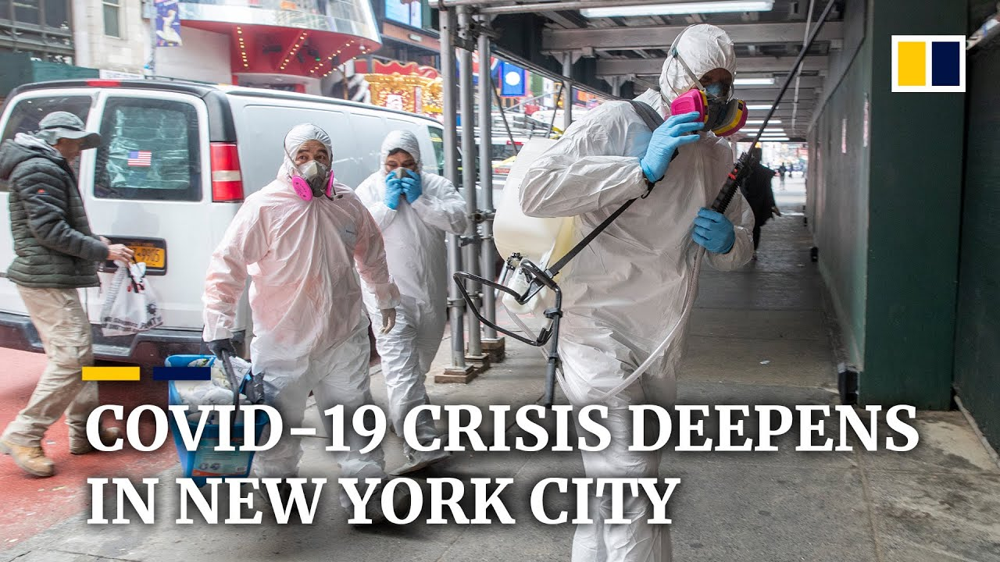 COVID-19 CRISIS DEEPENS
IN NEW YORK CITY